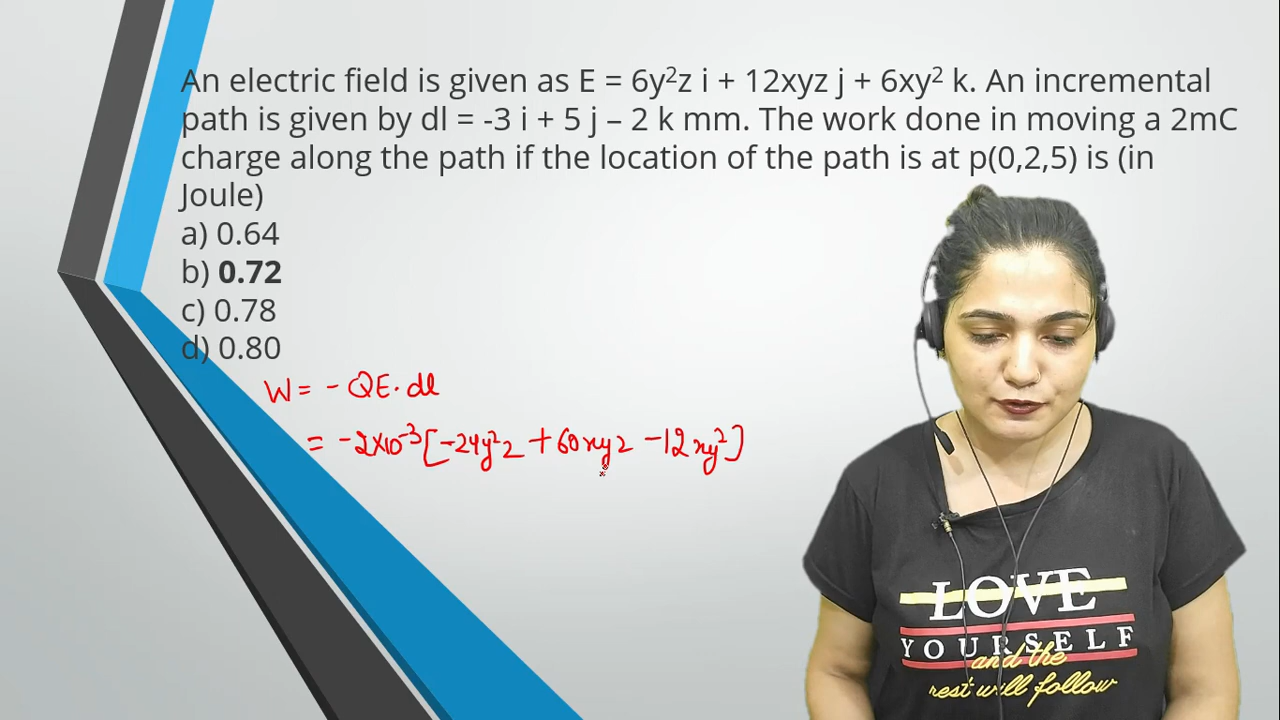 An electric field is given as E = 6y²z i + 12xyz j + 6xy² k. An incremental
path is given by dl = -3 i + 5 j – 2 k mm. The work done in moving a 2mC
charge along the path if the location of the path is at p(0,2,5) is (in
Joule)
a) 0.64
b) 0.72
c) 0.78
d) 0.80
W = - QE. dl
= -2×10⁻³[-24y²z + 60xyz -12xy²]
LOVE
YOURSELF
and the
rest will follow